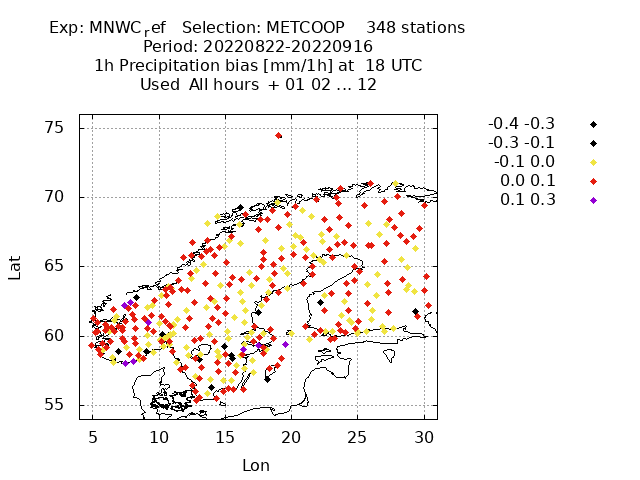 Exp: MNWC_ref   Selection: METCOOP    348 stations
Period: 20220822-20220916
1h Precipitation bias [mm/1h] at  18 UTC
Used  All hours  + 01 02 ... 12
-0.4 -0.3
-0.3 -0.1
-0.1 0.0
0.0 0.1
0.1 0.3
75
70
65
60
55
Lat
5 10 15 20 25 30
Lon